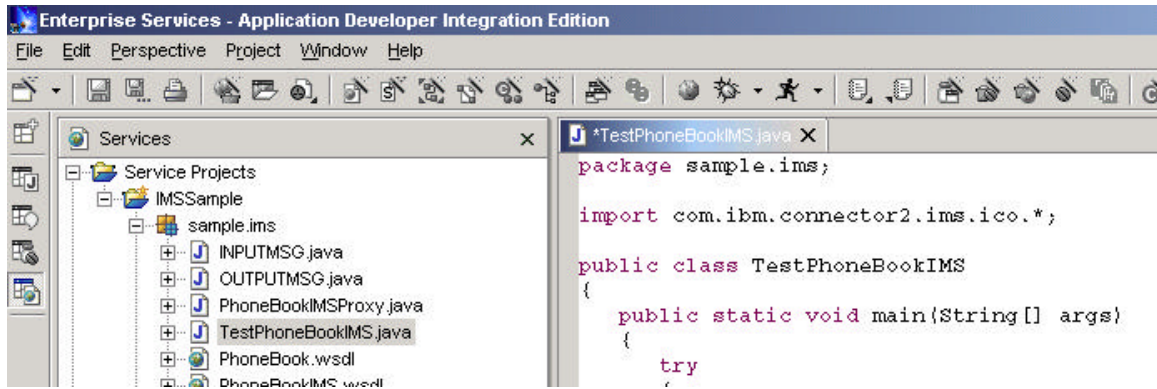 Enterprise Services - Application Developer Integration Edition
File Edit Perspective Project Window Help
Services
Service Projects
IMSSample
sample.ims
INPUTMSG.java
OUTPUTMSG.java
PhoneBookIMSProxy.java
TestPhoneBookIMS.java
PhoneBook.wsdl
PhoneBookIMS.wsdl
*TestPhoneBookIMS.java
package sample.ims;
import com.ibm.connector2.ims.ico.*;
public class TestPhoneBookIMS
{
public static void main(String[] args)
{
try